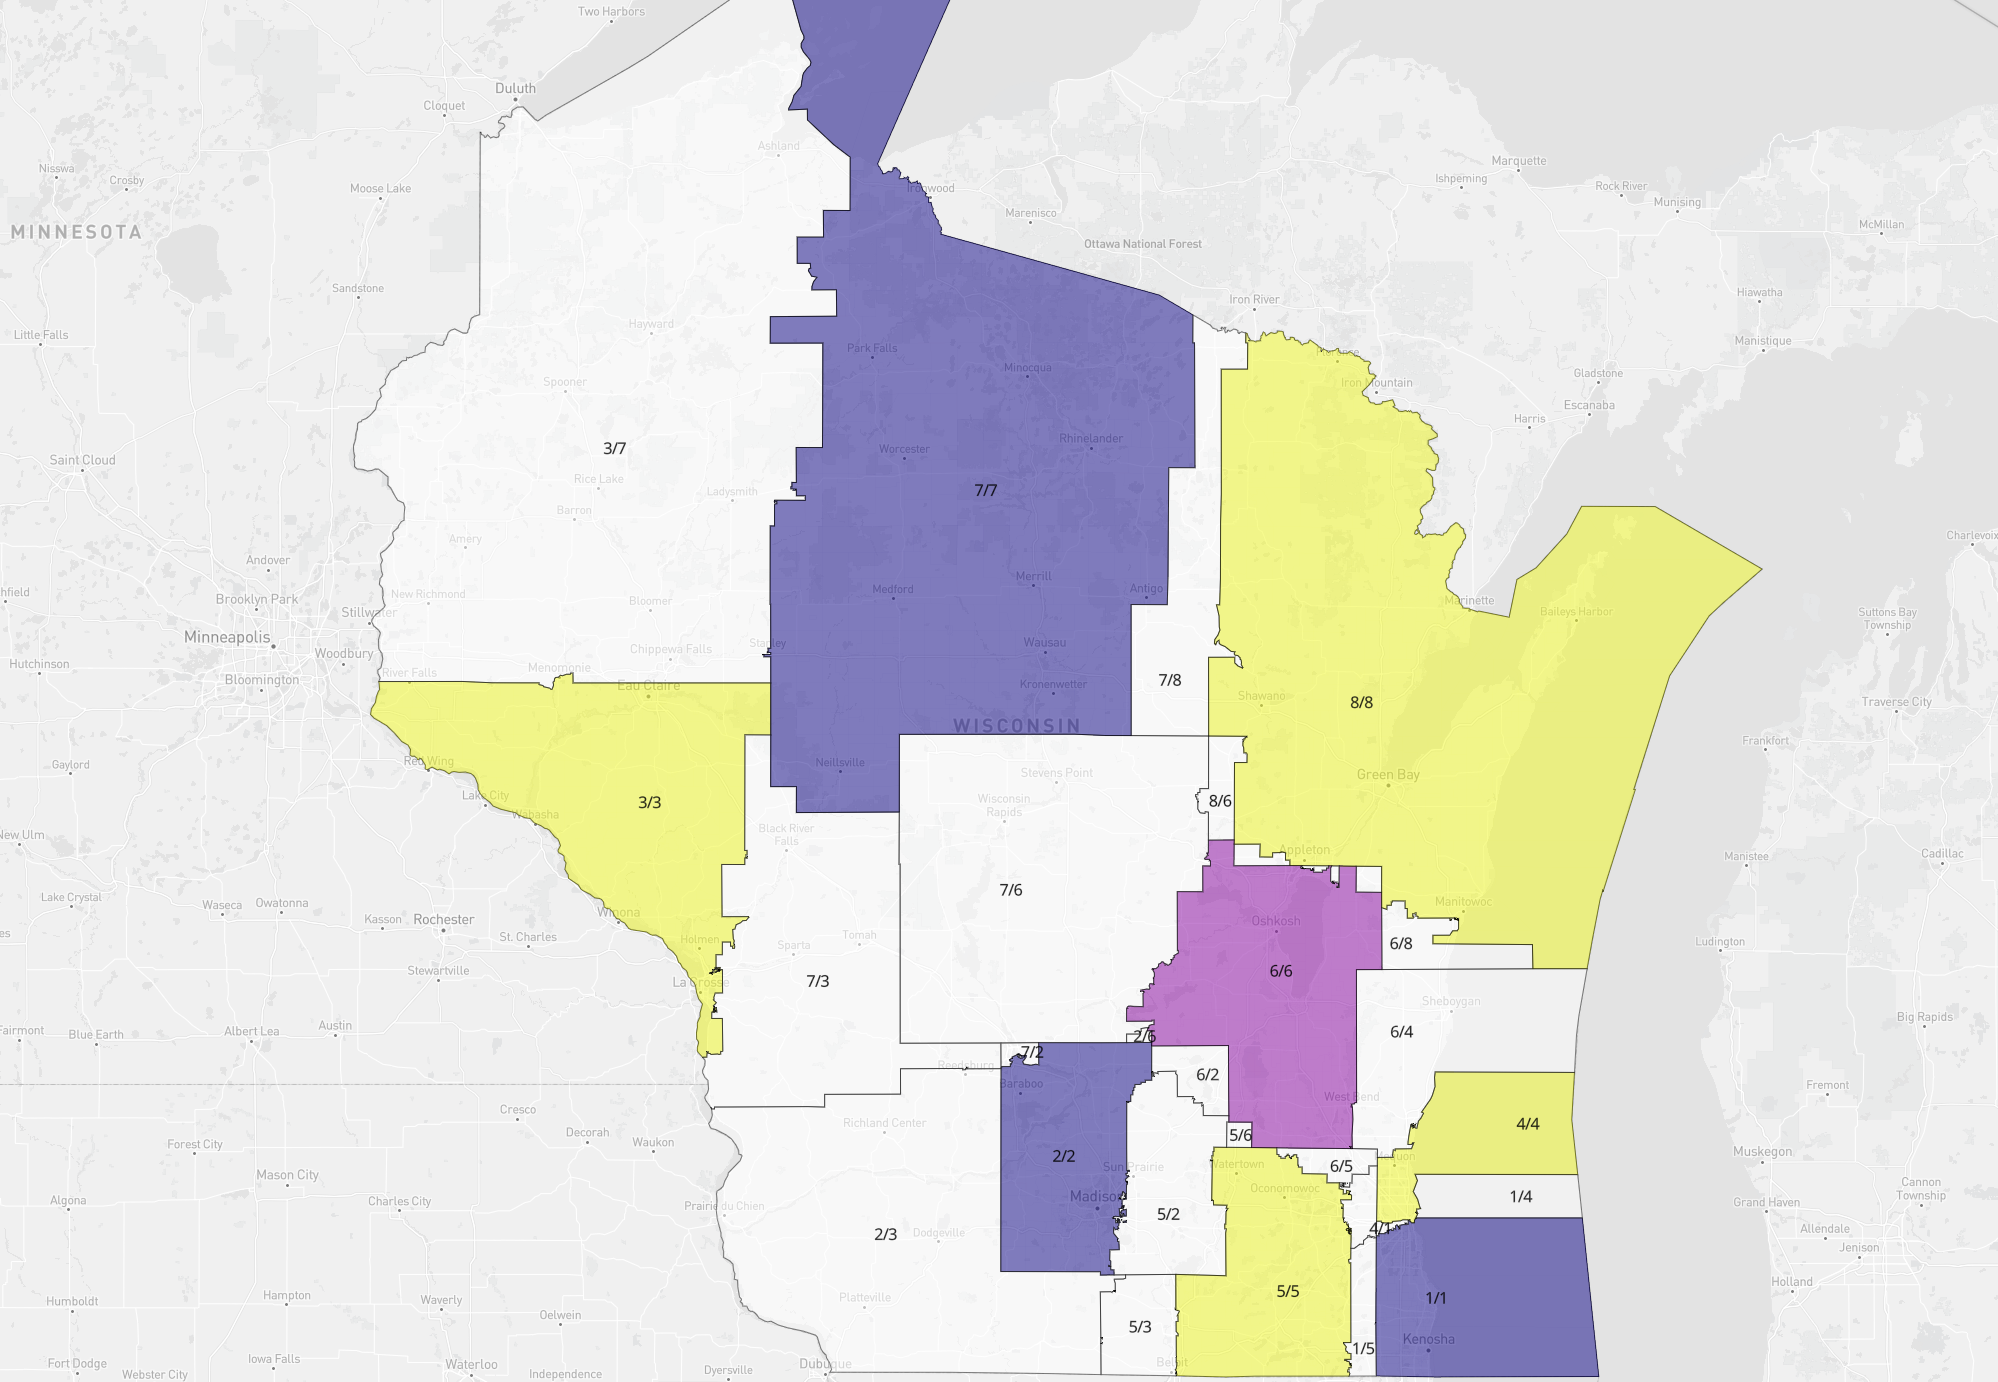 Two Harbors
Duluth
Cloquet
Ashland
Nisswa
Crosby
Moose Lake
Ironwood
Marquette
Ishpeming
Rock River
Munising
Marenisco
McMillan
MINNESOTA
Ottawa National Forest
Sandstone
Iron River
Hiawatha
Little Falls
Hayward
Park Falls
Florence
Manistique
Minocqua
Spooner
Iron Mountain
Gladstone
Escanaba
Harris
3/7
Worcester
Rhinelander
Saint Cloud
Rice Lake
Ladysmith
7/7
Barron
Amery
Charlevoix
Andover
Merrill
Antigo
Medford
hfield
Brooklyn Park
New Richmond
Bloomer
Marinette
Baileys Harbor
Stillwater
Suttons Bay
Township
Minneapolis
Woodbury
Chippewa Falls
Stanley
Wausau
Hutchinson
Bloomington
River Falls
Menomonie
Eau Claire
Kronenwetter
7/8
Shawano
8/8
Traverse City
WISCONSIN
Frankfort
Gaylord
Red Wing
Neillsville
Stevens Point
Green Bay
Lake City
3/3
Wisconsin
Rapids
8/6
New Ulm
Wabasha
Black River
Falls
Appleton
Manistee
Cadillac
7/6
Lake Crystal
Waseca
Owatonna
Rochester
Kasson
Winona
Oshkosh
Manitowoc
St. Charles
Holmen
Sparta
Tomah
6/8
Ludington
Stewartville
La Crosse
7/3
6/6
Sheboygan
Fairmont
Blue Earth
Albert Lea
Austin
2/6
6/4
Big Rapids
7/2
Reedsburg
Baraboo
6/2
Fremont
West Bend
Cresco
Richland Center
Forest City
Decorah
Waukon
5/6
4/4
Mason City
2/2
Sun Prairie
Watertown
6/5
Mequon
Muskegon
Algona
Charles City
Prairie du Chien
Madison
Oconomowoc
1/4
Cannon
Township
Grand Haven
5/2
2/3
Dodgeville
4/1
Allendale
Jenison
Humboldt
Hampton
Waverly
Oelwein
Platteville
5/5
1/1
Holland
5/3
Kenosha
1/5
Fort Dodge
Webster City
Iowa Falls
Waterloo
Independence
Dyersville
Dubuque
Beloit